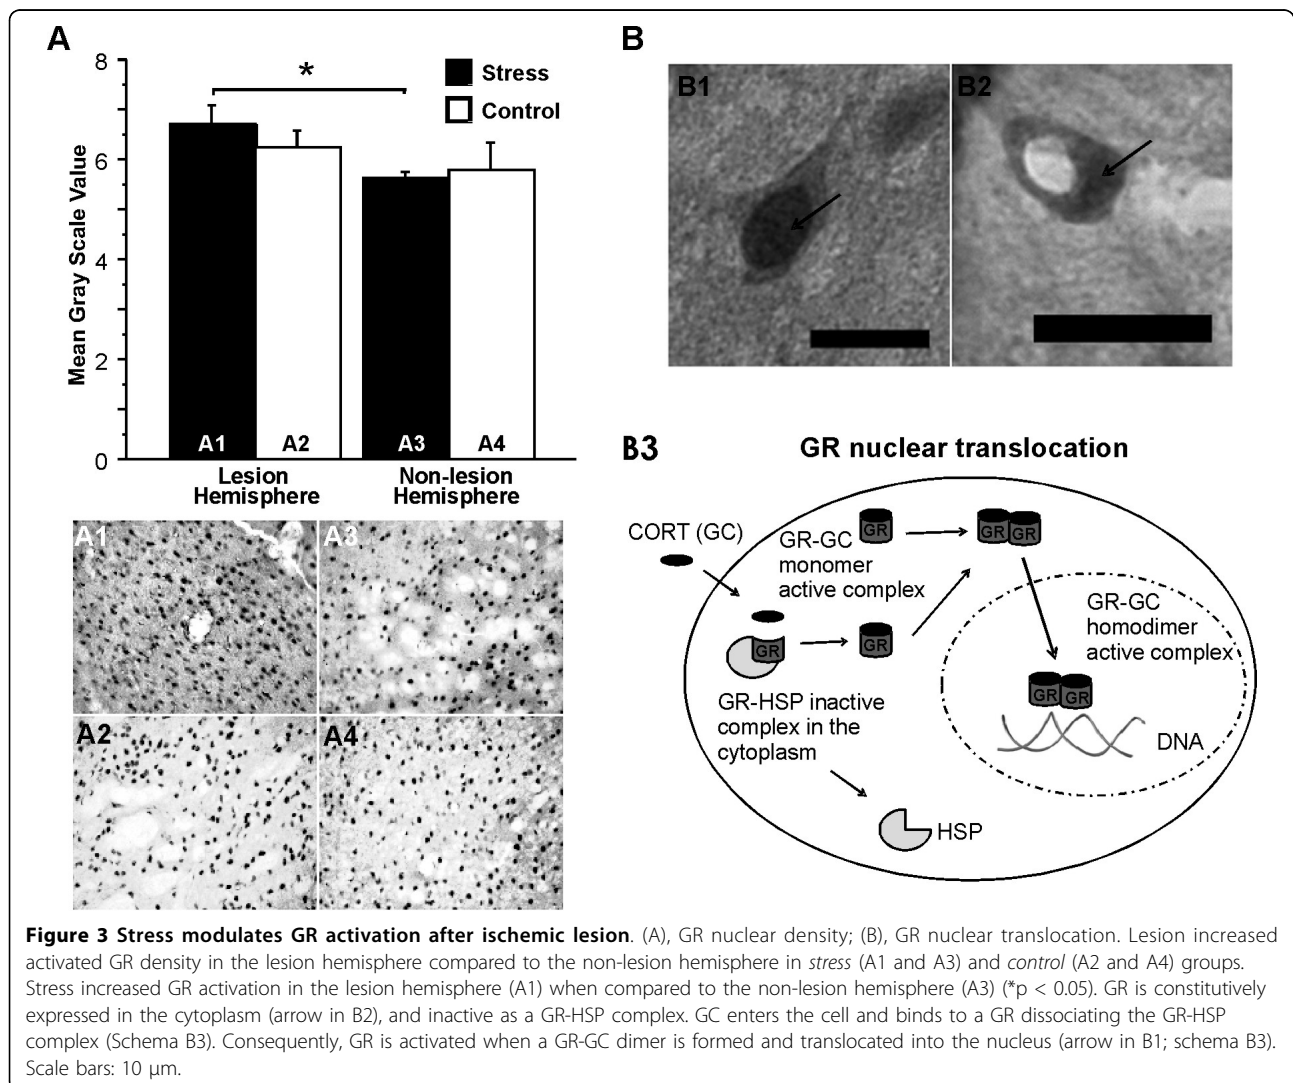 A
8
6
4
2
0
Mean Gray Scale Value
*
Stress
Control
A1
A2
A3
A4
Lesion
Hemisphere
Non-lesion
Hemisphere
A1
A3
A2
A4
B
B1
B2
B3
GR nuclear translocation
CORT (GC)
GR-GC
monomer
active complex
GR
GR
GR
GR
GR
GR-HSP inactive
complex in the
cytoplasm
HSP
GR-GC
homodimer
active complex
GR
GR
DNA
Figure 3 Stress modulates GR activation after ischemic lesion. (A), GR nuclear density; (B), GR nuclear translocation. Lesion increased
activated GR density in the lesion hemisphere compared to the non-lesion hemisphere in stress (A1 and A3) and control (A2 and A4) groups.
Stress increased GR activation in the lesion hemisphere (A1) when compared to the non-lesion hemisphere (A3) (*p < 0.05). GR is constitutively
expressed in the cytoplasm (arrow in B2), and inactive as a GR-HSP complex. GC enters the cell and binds to a GR dissociating the GR-HSP
complex (Schema B3). Consequently, GR is activated when a GR-GC dimer is formed and translocated into the nucleus (arrow in B1; schema B3).
Scale bars: 10 μm.